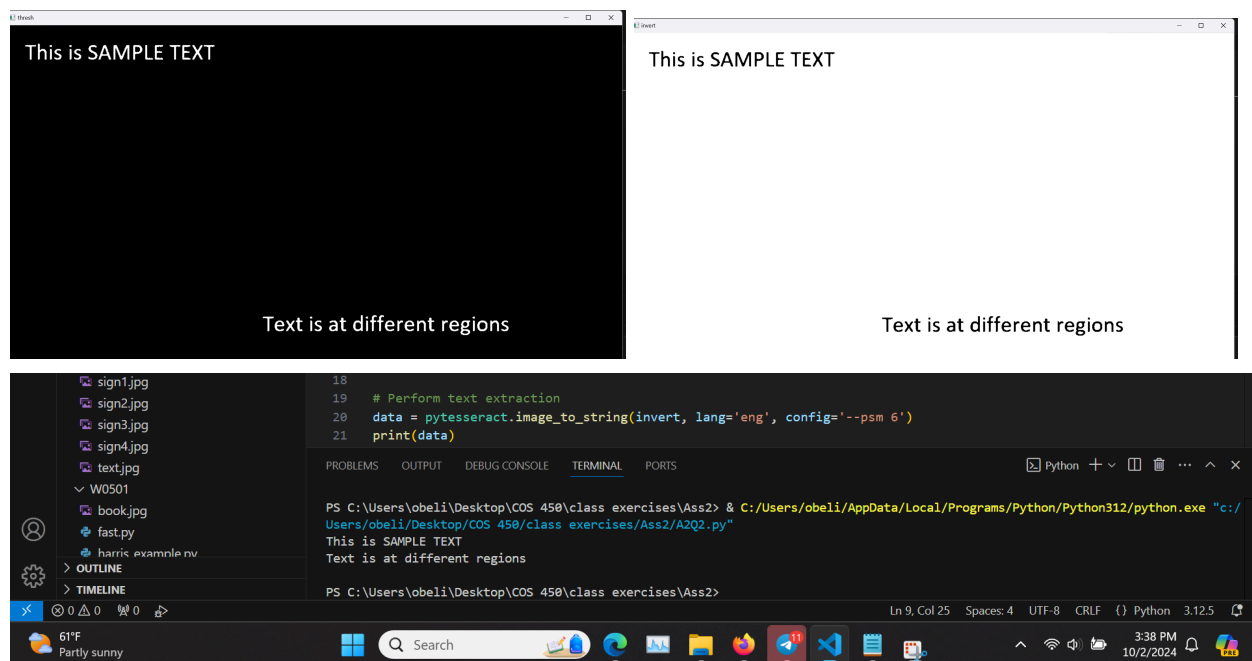 thresh
This is SAMPLE TEXT
Text is at different regions
invert
This is SAMPLE TEXT
Text is at different regions
sign1.jpg
sign2.jpg
sign3.jpg
sign4.jpg
text.jpg
W0501
book.jpg
fast.py
harris_example.py
OUTLINE
TIMELINE
18
19 # Perform text extraction
20 data = pytesseract.image_to_string(invert, lang='eng', config='--psm 6')
21 print(data)
PROBLEMS OUTPUT DEBUG CONSOLE TERMINAL PORTS Python
PS C:\Users\obeli\Desktop\COS 450\class exercises\Ass2> & C:/Users/obeli/AppData/Local/Programs/Python/Python312/python.exe "c:/
Users/obeli/Desktop/COS 450/class exercises/Ass2/A2Q2.py"
This is SAMPLE TEXT
Text is at different regions
PS C:\Users\obeli\Desktop\COS 450\class exercises\Ass2>
0 0 0 Ln 9, Col 25 Spaces: 4 UTF-8 CRLF {} Python 3.12.5
61°F
Partly sunny
Search
11
3:38 PM
10/2/2024
PRE